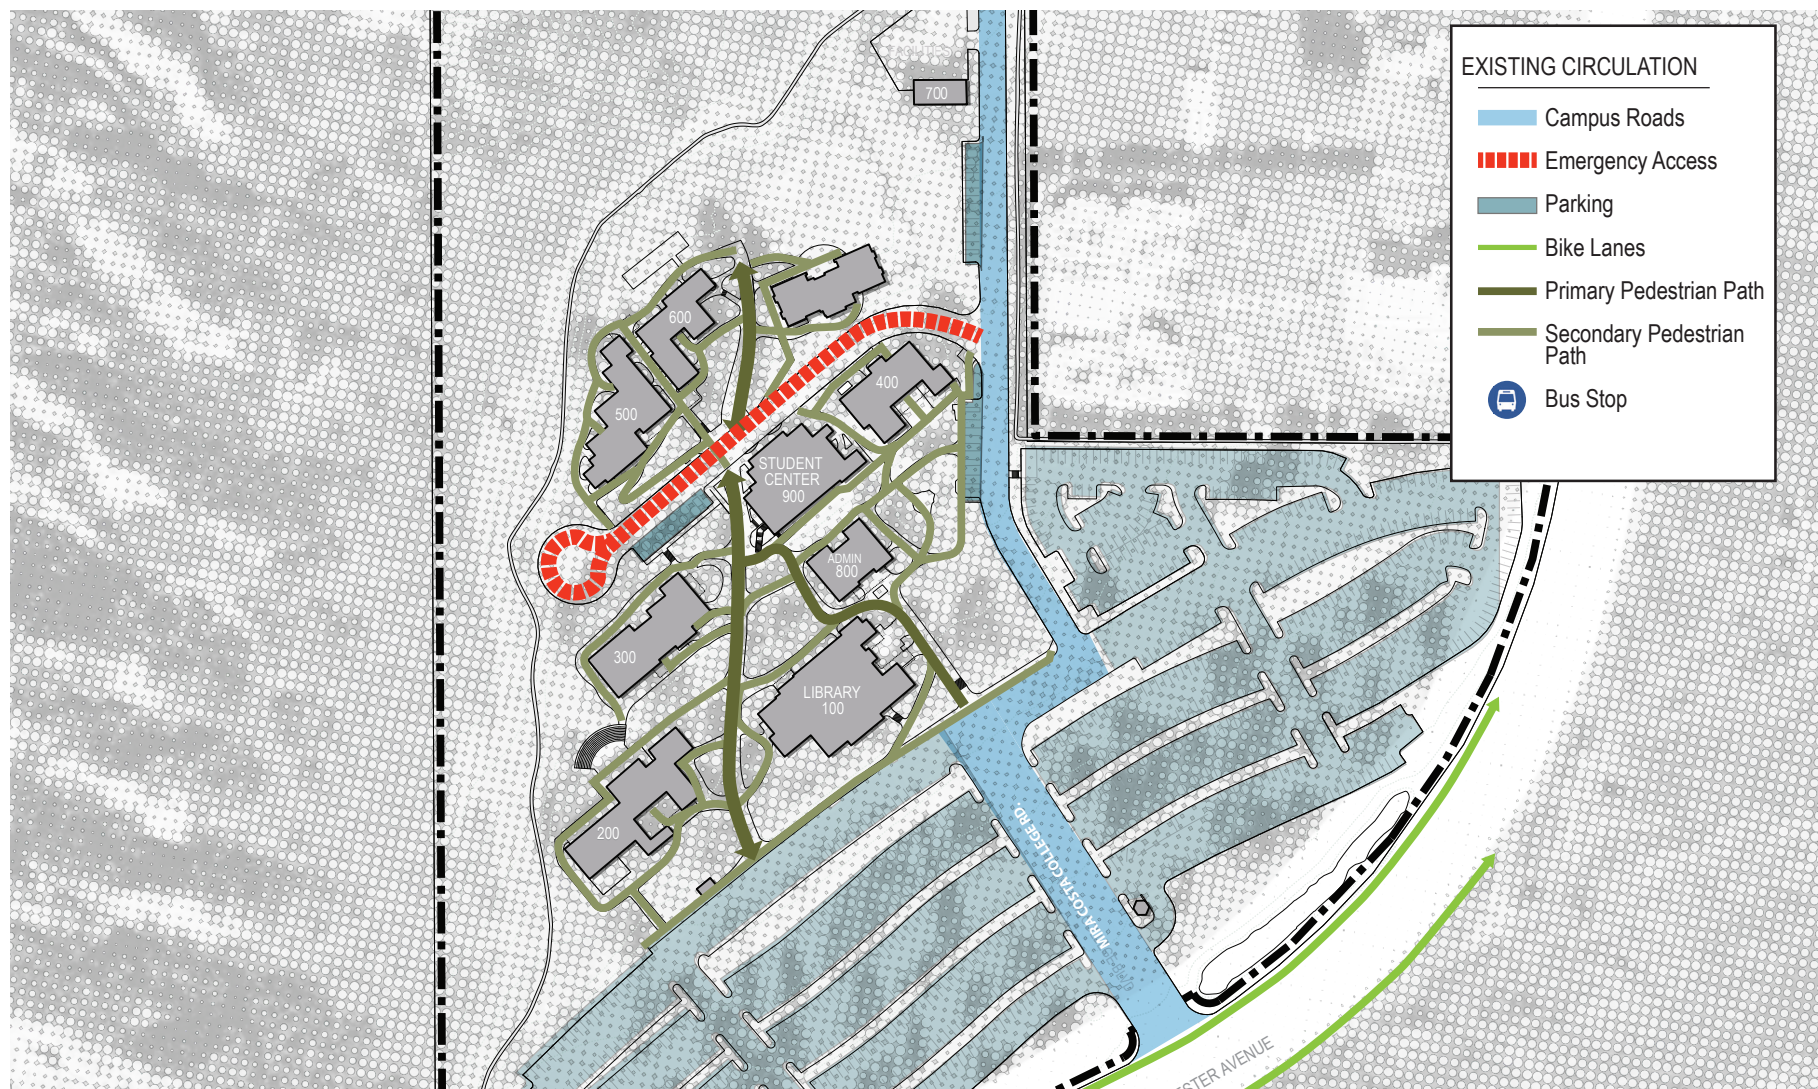 EXISTING CIRCULATION
Campus Roads
Emergency Access
Parking
Bike Lanes
Primary Pedestrian Path
Secondary Pedestrian
Path
Bus Stop
700
600
400
500
STUDENT
CENTER
900
ADMIN
800
300
LIBRARY
100
200
MIRA COSTA COLLEGE RD.
AVENUE